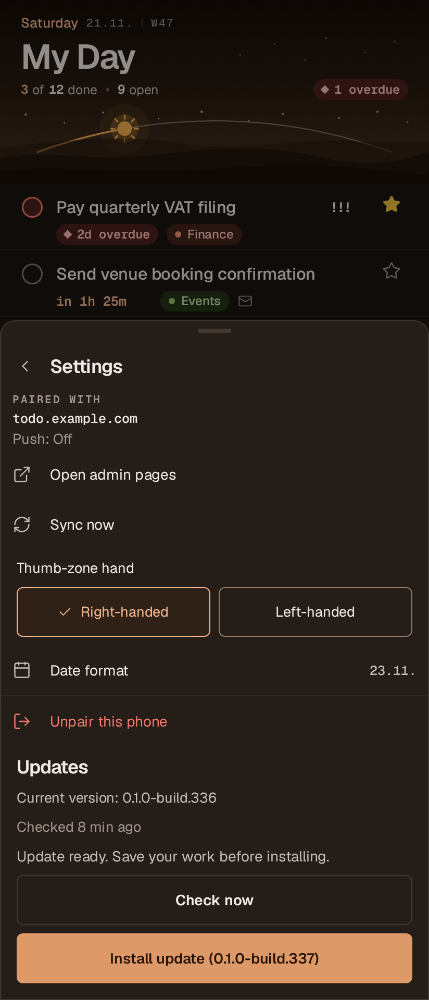 Saturday 21.11. | W47
My Day
3 of 12 done • 9 open
◆ 1 overdue
Pay quarterly VAT filing !!!
◆ 2d overdue • Finance
Send venue booking confirmation
in 1h 25m • Events
Settings
PAIRED WITH
todo.example.com
Push: Off
Open admin pages
Sync now
Thumb-zone hand
Right-handed Left-handed
Date format 23.11.
Unpair this phone
Updates
Current version: 0.1.0-build.336
Checked 8 min ago
Update ready. Save your work before installing.
Check now
Install update (0.1.0-build.337)